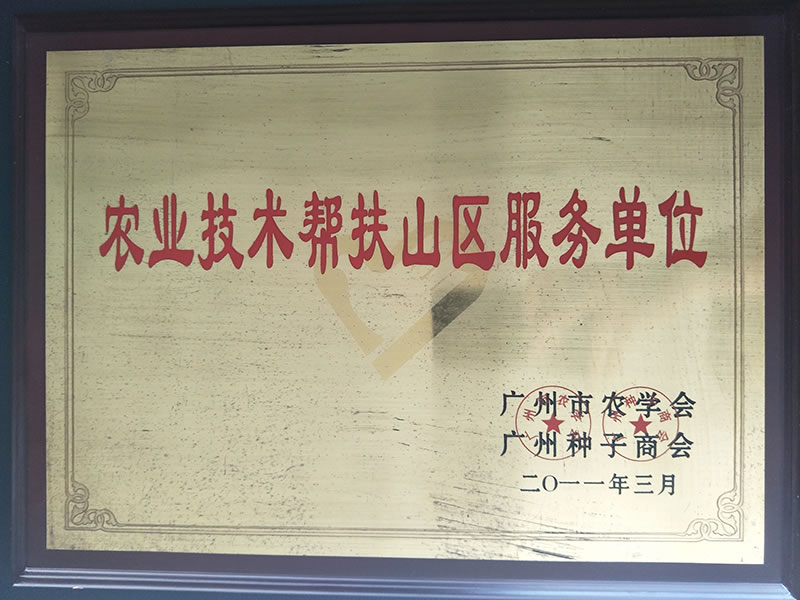 农业技术帮扶山区服务单位
广州市农学会
广州种子商会
二〇一一年三月